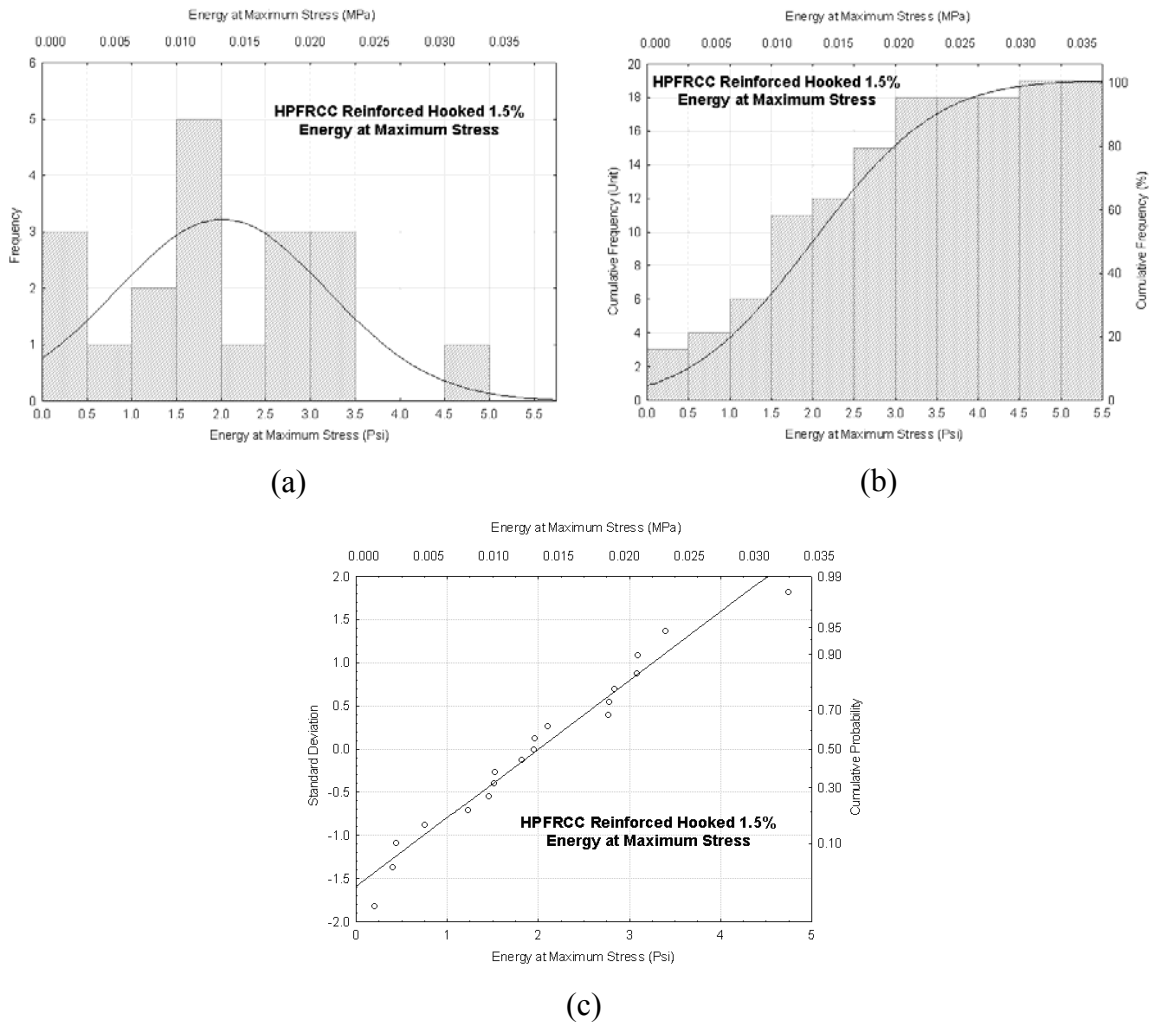 Energy at Maximum Stress (MPa)
0.000 0.005 0.010 0.015 0.020 0.025 0.030 0.035
6
5
4
3
2
1
0
Frequency
HPFRCC Reinforced Hooked 1.5%
Energy at Maximum Stress
0.0 0.5 1.0 1.5 2.0 2.5 3.0 3.5 4.0 4.5 5.0 5.5
Energy at Maximum Stress (Psi)
(a)
Energy at Maximum Stress (MPa)
0.000 0.005 0.010 0.015 0.020 0.025 0.030 0.035
20
18
16
14
12
10
8
6
4
2
0
Cumulative Frequency (Unit)
HPFRCC Reinforced Hooked 1.5%
Energy at Maximum Stress
100
80
60
40
20
0
Cumulative Frequency (%)
0.0 0.5 1.0 1.5 2.0 2.5 3.0 3.5 4.0 4.5 5.0 5.5
Energy at Maximum Stress (Psi)
(b)
Energy at Maximum Stress (MPa)
0.000 0.005 0.010 0.015 0.020 0.025 0.030 0.035
2.0
1.5
1.0
0.5
0.0
-0.5
-1.0
-1.5
-2.0
Standard Deviation
HPFRCC Reinforced Hooked 1.5%
Energy at Maximum Stress
0.99
0.95
0.90
0.70
0.50
0.30
0.10
Cumulative Probability
0 1 2 3 4 5
Energy at Maximum Stress (Psi)
(c)